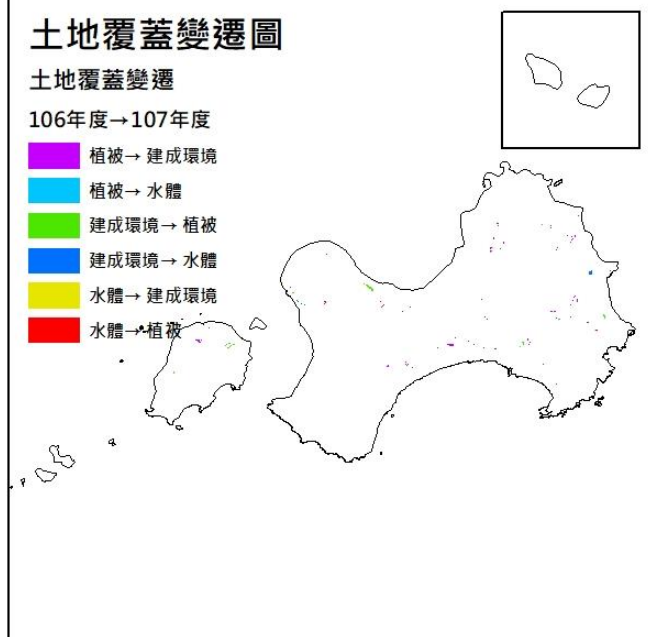 土地覆蓋變遷圖
土地覆蓋變遷
106年度→107年度
植被→ 建成環境
植被→ 水體
建成環境→ 植被
建成環境→ 水體
水體→ 建成環境
水體→植被